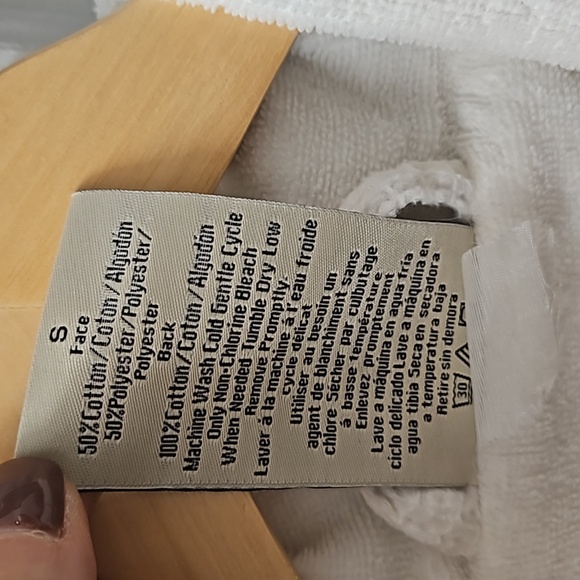 S
Face
50%Cotton/Coton/Algodón
50%Polyester/Polyester/
Polyester
Back
100%Cotton/Coton/Algodón
Machine Wash Cold Gentle Cycle
Only Non-Chlorine Bleach
When Needed Tumble Dry Low
Remove Promptly.
Laver á la machine á l'eau froide
cycle délicat
Utiliser au besoin un
agent de blanchiment sans
chlore Secher par culbutage
á basse température
Enlevez promptement
Lave a máquina en agua fria
ciclo delicado Lave a máquina en
agua tibia Seca en secadora
a temperatura baja
Retire sin demora
30